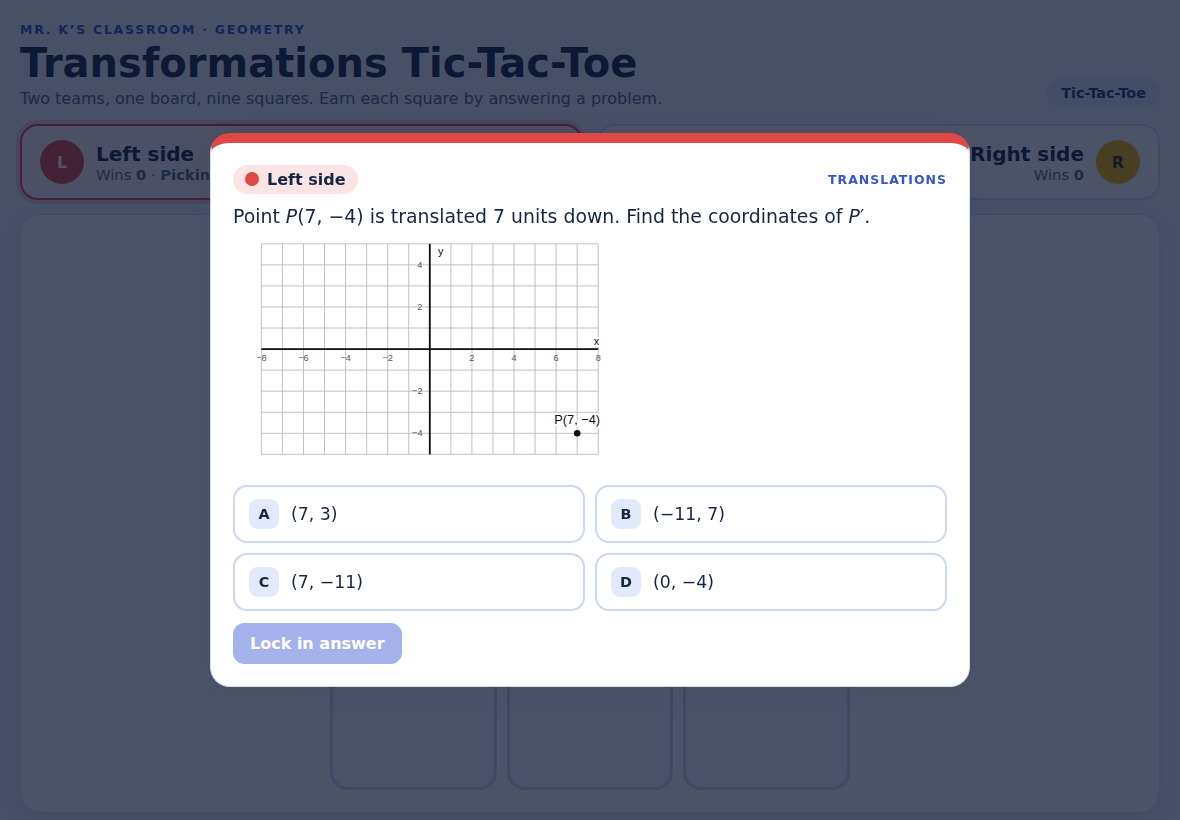 MR. K’S CLASSROOM · GEOMETRY
Transformations Tic-Tac-Toe
Two teams, one board, nine squares. Earn each square by answering a problem.
Tic-Tac-Toe
L
Left side
Wins 0 · Pickin
Right side
Wins 0
R
Left side
TRANSLATIONS
Point P(7, −4) is translated 7 units down. Find the coordinates of P′.
y
4
2
x
−8 −6 −4 −2 2 4 6 8
−2
P(7, −4)
−4
A (7, 3)
B (−11, 7)
C (7, −11)
D (0, −4)
Lock in answer